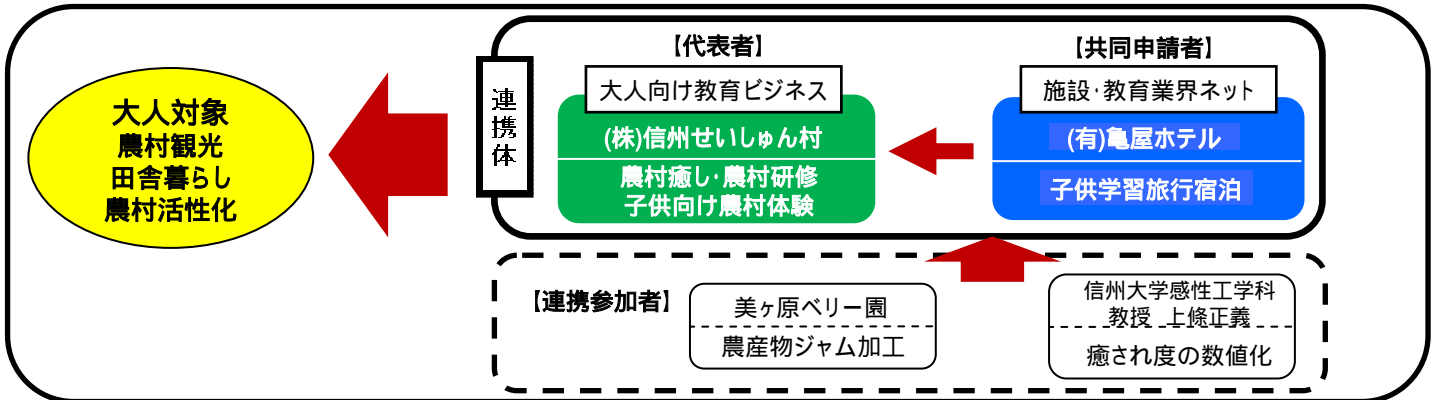 大人対象
農村観光
田舎暮らし
農村活性化
連携体
【代表者】
大人向け教育ビジネス
(株)信州せいしゅん村
農村癒し・農村研修
子供向け農村体験
【共同申請者】
施設・教育業界ネット
(有)亀屋ホテル
子供学習旅行宿泊
【連携参加者】
美ヶ原ベリー園
農産物ジャム加工
信州大学感性工学科
教授 上條正義
癒され度の数値化